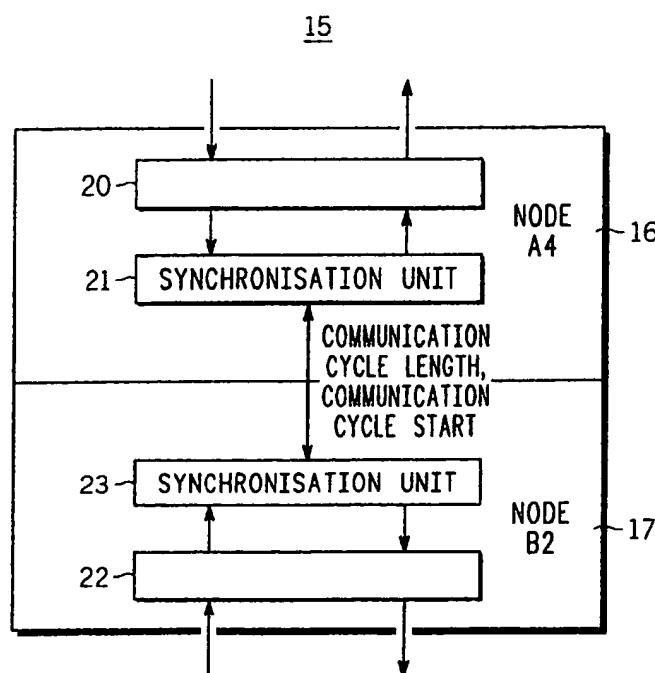 15
20
NODE
A4
16
21
SYNCHRONISATION UNIT
COMMUNICATION
CYCLE LENGTH,
COMMUNICATION
CYCLE START
23
SYNCHRONISATION UNIT
NODE
B2
17
22